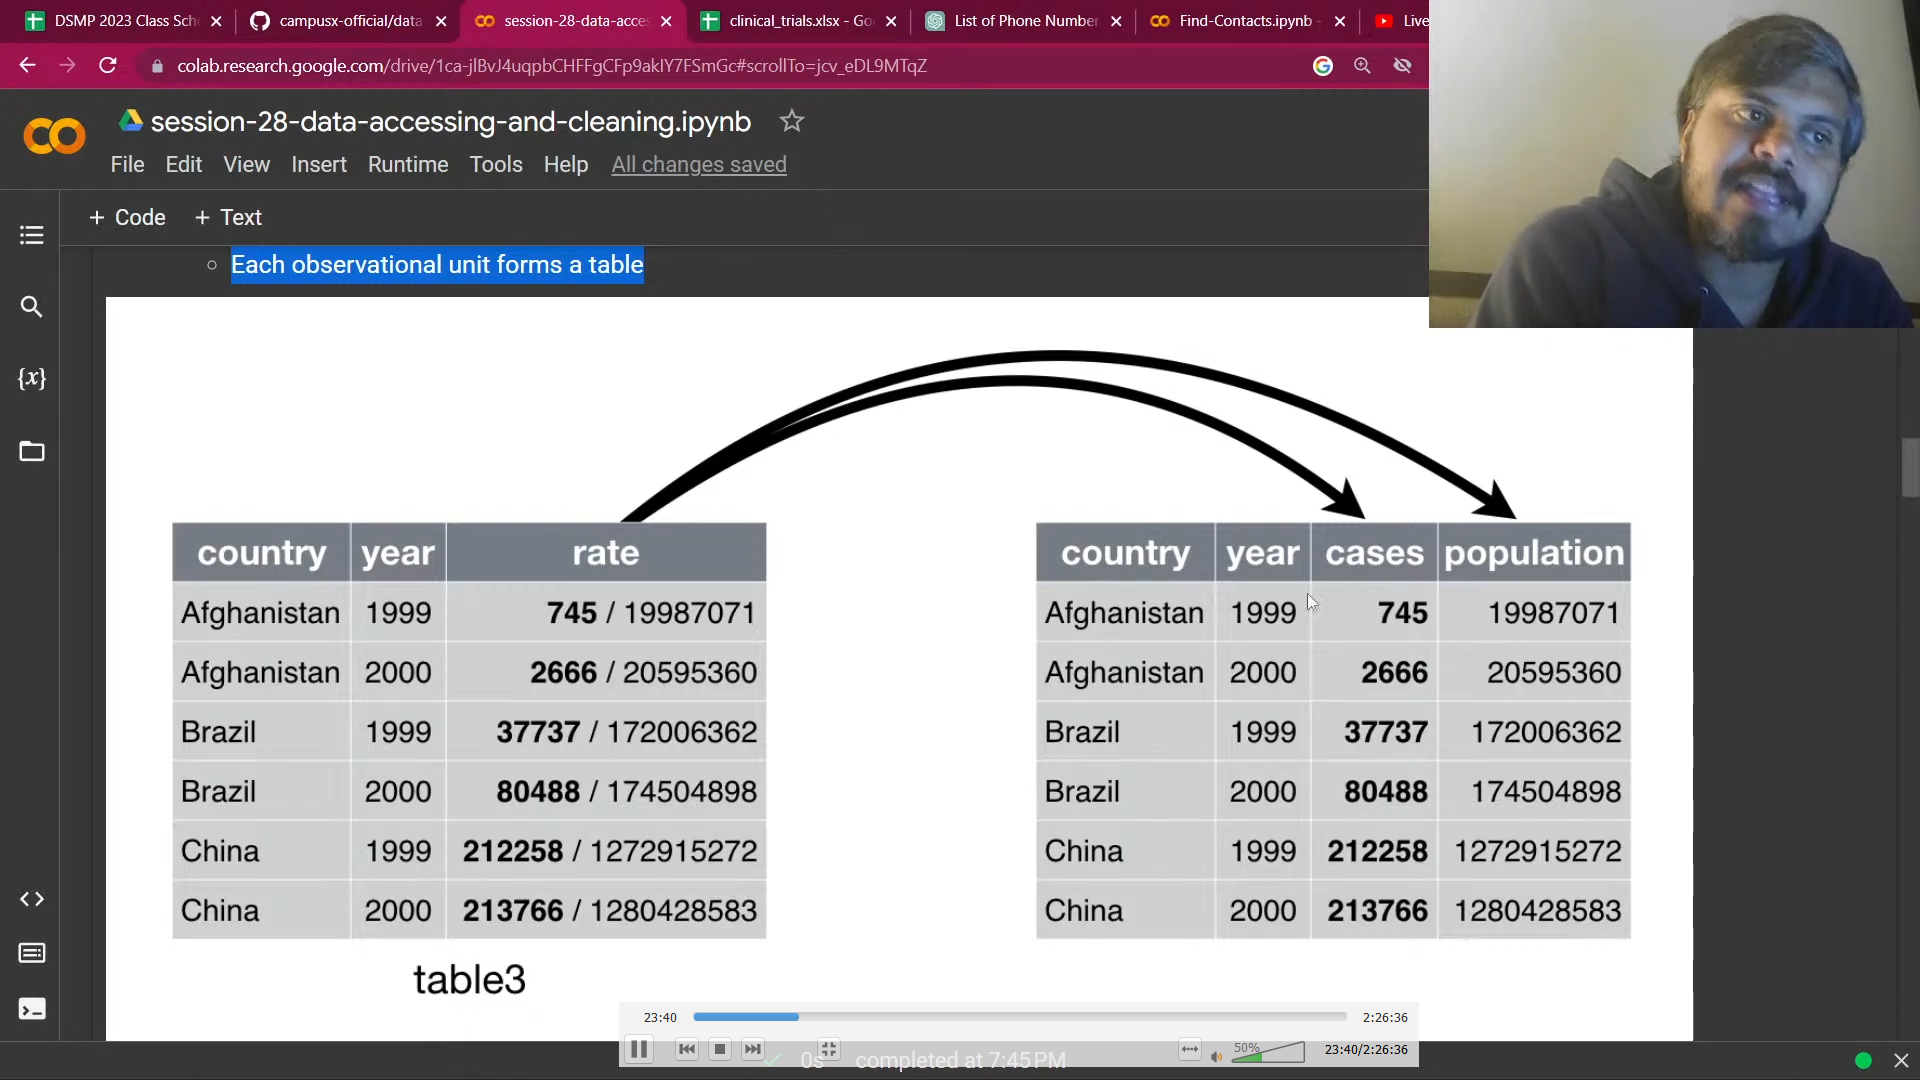 DSMP 2023 Class Sch
campusx-official/data
session-28-data-acces
clinical_trials.xlsx - Go
List of Phone Number
Find-Contacts.ipynb -
Live
colab.research.google.com/drive/1ca-jlBvJ4uqpbCHFFgCFp9aklY7FSmGc#scrollTo=jcv_eDL9MTqZ
session-28-data-accessing-and-cleaning.ipynb
File Edit View Insert Runtime Tools Help All changes saved
+ Code + Text
Each observational unit forms a table
country year rate
Afghanistan 1999 745 / 19987071
Afghanistan 2000 2666 / 20595360
Brazil 1999 37737 / 172006362
Brazil 2000 80488 / 174504898
China 1999 212258 / 1272915272
China 2000 213766 / 1280428583
table3
country year cases population
Afghanistan 1999 745 19987071
Afghanistan 2000 2666 20595360
Brazil 1999 37737 172006362
Brazil 2000 80488 174504898
China 1999 212258 1272915272
China 2000 213766 1280428583
23:40 2:26:36
50% 23:40/2:26:36
0s completed at 7:45 PM